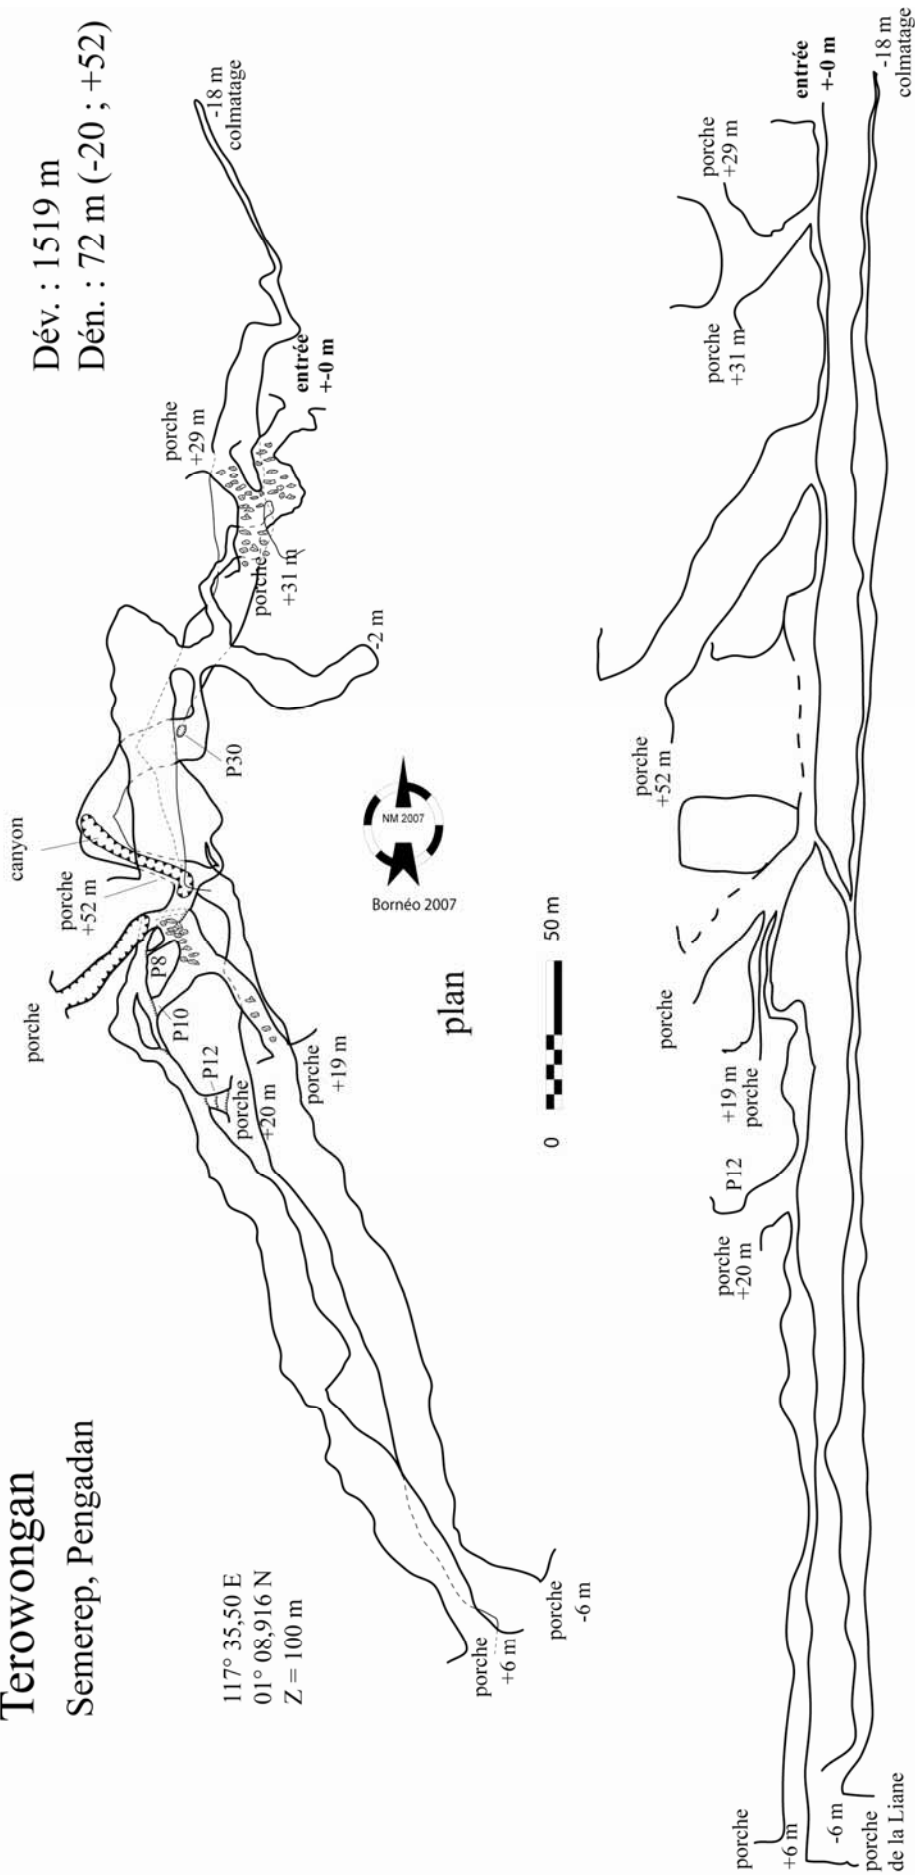 Terowongan
Semerep, Pengadan
Dév. : 1519 m
Dén. : 72 m (-20 ; +52)
117° 35,50 E
01° 08,916 N
Z = 100 m
porche
canyon
porche
+52 m
P8
P10
P12
porche
+20 m
porche
+19 m
P30
-2 m
porche
+29 m
porche
+31 m
entrée
+-0 m
-18 m
colmatage
porche
+6 m
porche
-6 m
NM 2007
Bornéo 2007
plan
0
50 m
porche
+6 m
-6 m
porche
de la Liane
porche
+20 m
P12
+19 m
porche
porche
porche
+52 m
porche
+31 m
porche
+29 m
entrée
+-0 m
-18 m
colmatage